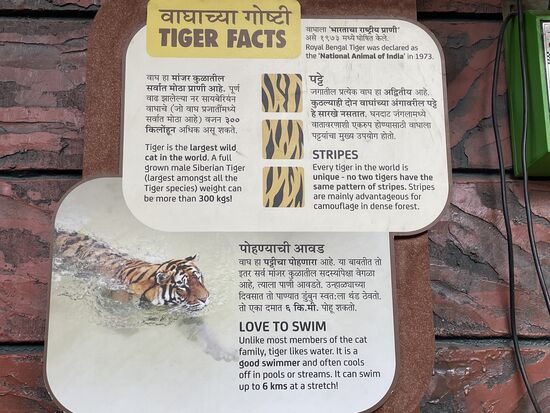 वाघाच्या गोष्टी
TIGER FACTS
वाघाला 'भारताचा राष्ट्रीय प्राणी'
असे १९७३ मध्ये घोषित केले.
Royal Bengal Tiger was declared as
the 'National Animal of India' in 1973.
वाघ हा मांजर कुळातील
सर्वात मोठा प्राणी आहे. पूर्ण
वाढ झालेल्या नर सायबेरियन
वाघाचे (जो वाघ प्रजातींमध्ये
सर्वात मोठा आहे) वजन ३००
किलोंहून अधिक असू शकते.
Tiger is the largest wild
cat in the world. A full
grown male Siberian Tiger
(largest amongst all the
Tiger species) weight can
be more than 300 kgs!
पट्टे
जगातील प्रत्येक वाघ हा अद्वितीय आहे.
कुठल्याही दोन वाघांच्या अंगावरील पट्टे
हे सारखे नसतात. घनदाट जंगलामध्ये
वातावरणाशी एकरुप होण्यासाठी वाघाला
पट्ट्यांचा मुख्य उपयोग होतो.
STRIPES
Every tiger in the world is
unique - no two tigers have the
same pattern of stripes. Stripes
are mainly advantageous for
camouflage in dense forest.
पोहण्याची आवड
वाघ हा पट्टीचा पोहणारा आहे. या बाबतीत तो
इतर सर्व मांजर कुळातील सदस्यांपेक्षा वेगळा
आहे, त्याला पाणी आवडते. उन्हाळ्याच्या
दिवसात तो पाण्यात डुंबून स्वतःला थंड ठेवतो.
तो एका दमात ६ कि.मी. पोहू शकतो.
LOVE TO SWIM
Unlike most members of the cat
family, tiger likes water. It is a
good swimmer and often cools
off in pools or streams. It can swim
up to 6 kms at a stretch!